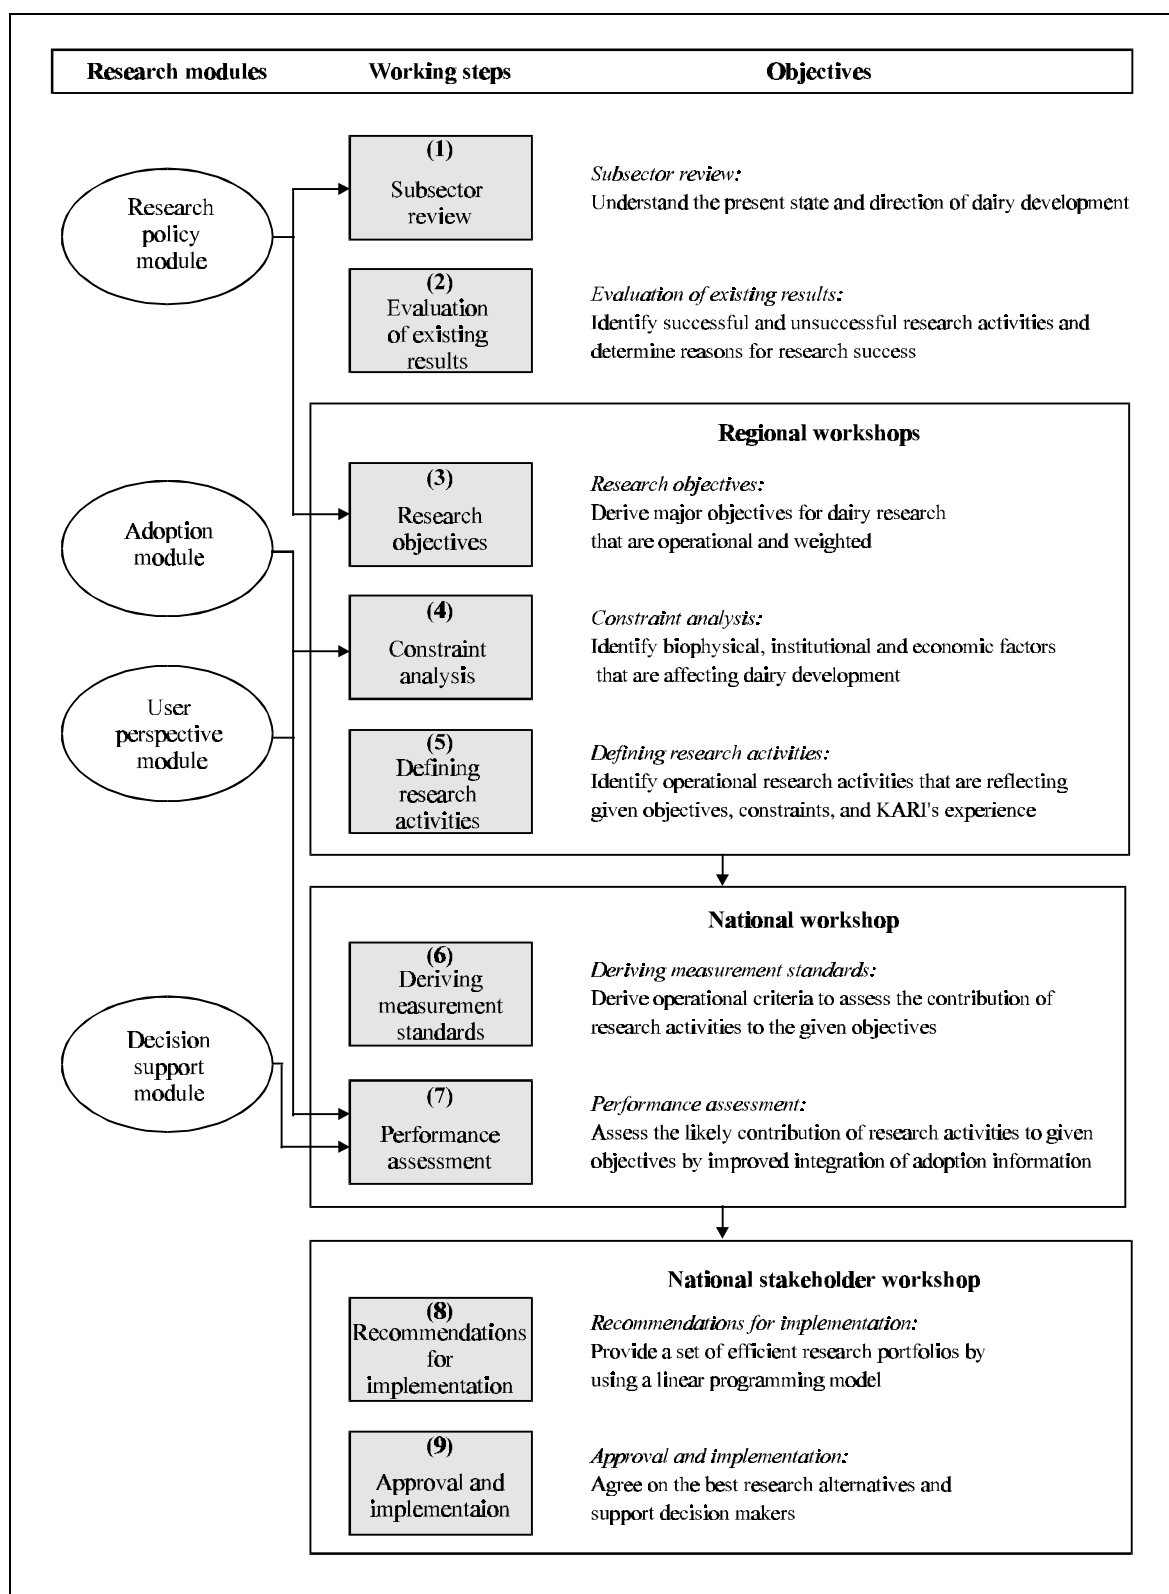 Research modules Working steps Objectives
(1)
Subsector
review
Subsector review:
Understand the present state and direction of dairy development
Research
policy
module
(2)
Evaluation
of existing
results
Evaluation of existing results:
Identify successful and unsuccessful research activities and
determine reasons for research success
Regional workshops
(3)
Research
objectives
Research objectives:
Derive major objectives for dairy research
that are operational and weighted
Adoption
module
(4)
Constraint
analysis
Constraint analysis:
Identify biophysical, institutional and economic factors
that are affecting dairy development
User
perspective
module
(5)
Defining
research
activities
Defining research activities:
Identify operational research activities that are reflecting
given objectives, constraints, and KARI's experience
National workshop
(6)
Deriving
measurement
standards
Deriving measurement standards:
Derive operational criteria to assess the contribution of
research activities to the given objectives
Decision
support
module
(7)
Performance
assessment
Performance assessment:
Assess the likely contribution of research activities to given
objectives by improved integration of adoption information
National stakeholder workshop
(8)
Recommendations
for
implementation
Recommendations for implementation:
Provide a set of efficient research portfolios by
using a linear programming model
(9)
Approval and
implementaion
Approval and implementation:
Agree on the best research alternatives and
support decision makers